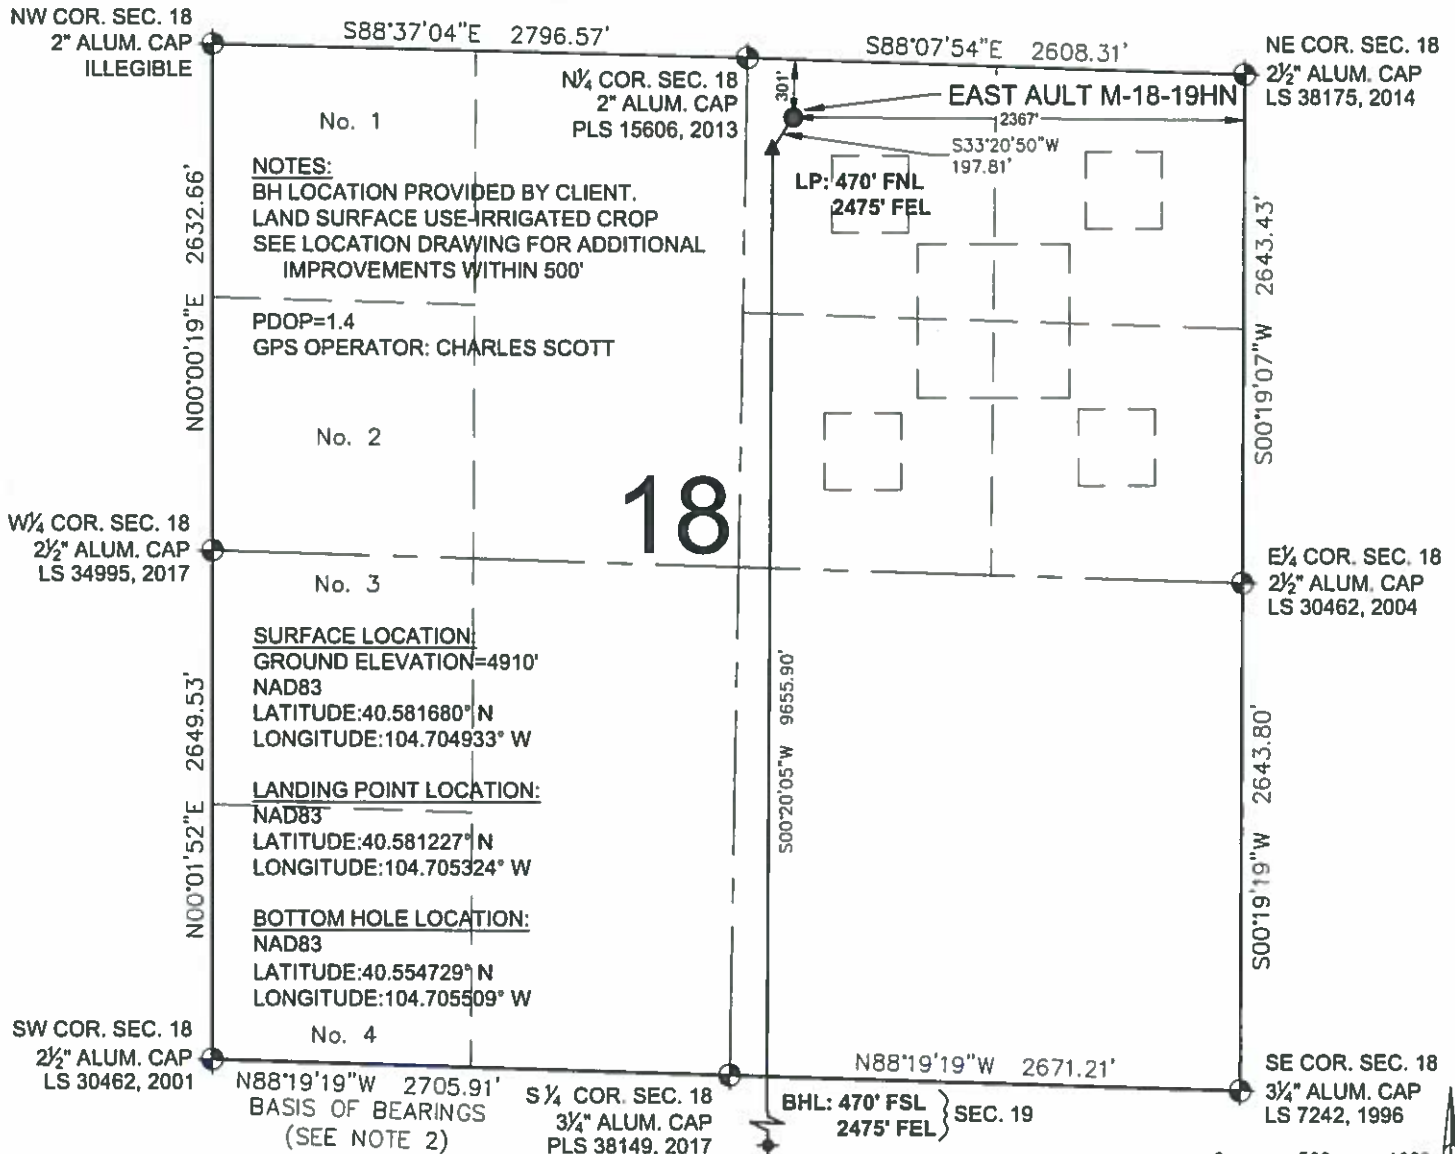 NW COR. SEC. 18
2" ALUM. CAP
ILLEGIBLE
S88°37'04"E 2796.57'
N¼ COR. SEC. 18
2" ALUM. CAP
PLS 15606, 2013
S88°07'54"E 2608.31'
NE COR. SEC. 18
2½" ALUM. CAP
LS 38175, 2014
301'
EAST AULT M-18-19HN
2367'
S33°20'50"W
197.81'
LP: 470' FNL
2475' FEL
No. 1
NOTES:
BH LOCATION PROVIDED BY CLIENT.
LAND SURFACE USE-IRRIGATED CROP
SEE LOCATION DRAWING FOR ADDITIONAL
IMPROVEMENTS WITHIN 500'
PDOP=1.4
GPS OPERATOR: CHARLES SCOTT
N00°00'19"E 2632.66'
S00°19'07"W 2643.43'
No. 2
18
W¼ COR. SEC. 18
2½" ALUM. CAP
LS 34995, 2017
E¼ COR. SEC. 18
2½" ALUM. CAP
LS 30462, 2004
No. 3
SURFACE LOCATION:
GROUND ELEVATION=4910'
NAD83
LATITUDE:40.581680° N
LONGITUDE:104.704933° W
LANDING POINT LOCATION:
NAD83
LATITUDE:40.581227° N
LONGITUDE:104.705324° W
BOTTOM HOLE LOCATION:
NAD83
LATITUDE:40.554729° N
LONGITUDE:104.705509° W
N00°01'52"E 2649.53'
S00°20'05"W 9655.90'
S00°19'19"W 2643.80'
No. 4
SW COR. SEC. 18
2½" ALUM. CAP
LS 30462, 2001
N88°19'19"W 2705.91'
BASIS OF BEARINGS
(SEE NOTE 2)
S¼ COR. SEC. 18
3¼" ALUM. CAP
PLS 38149, 2017
N88°19'19"W 2671.21'
BHL: 470' FSL
2475' FEL
SEC. 19
SE COR. SEC. 18
3¼" ALUM. CAP
LS 7242, 1996